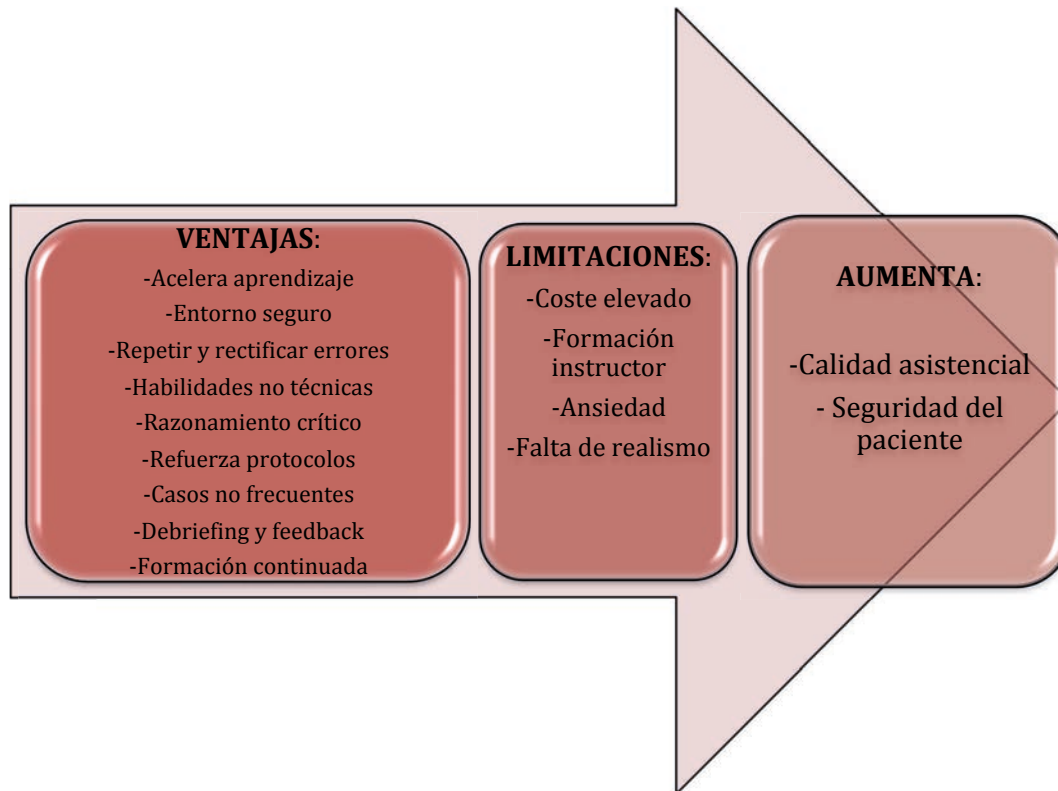 VENTAJAS:
-Acelera aprendizaje
-Entorno seguro
-Repetir y rectificar errores
-Habilidades no técnicas
-Razonamiento crítico
-Refuerza protocolos
-Casos no frecuentes
-Debriefing y feedback
-Formación continuada
LIMITACIONES:
-Coste elevado
-Formación
instructor
-Ansiedad
-Falta de realismo
AUMENTA:
-Calidad asistencial
- Seguridad del
paciente